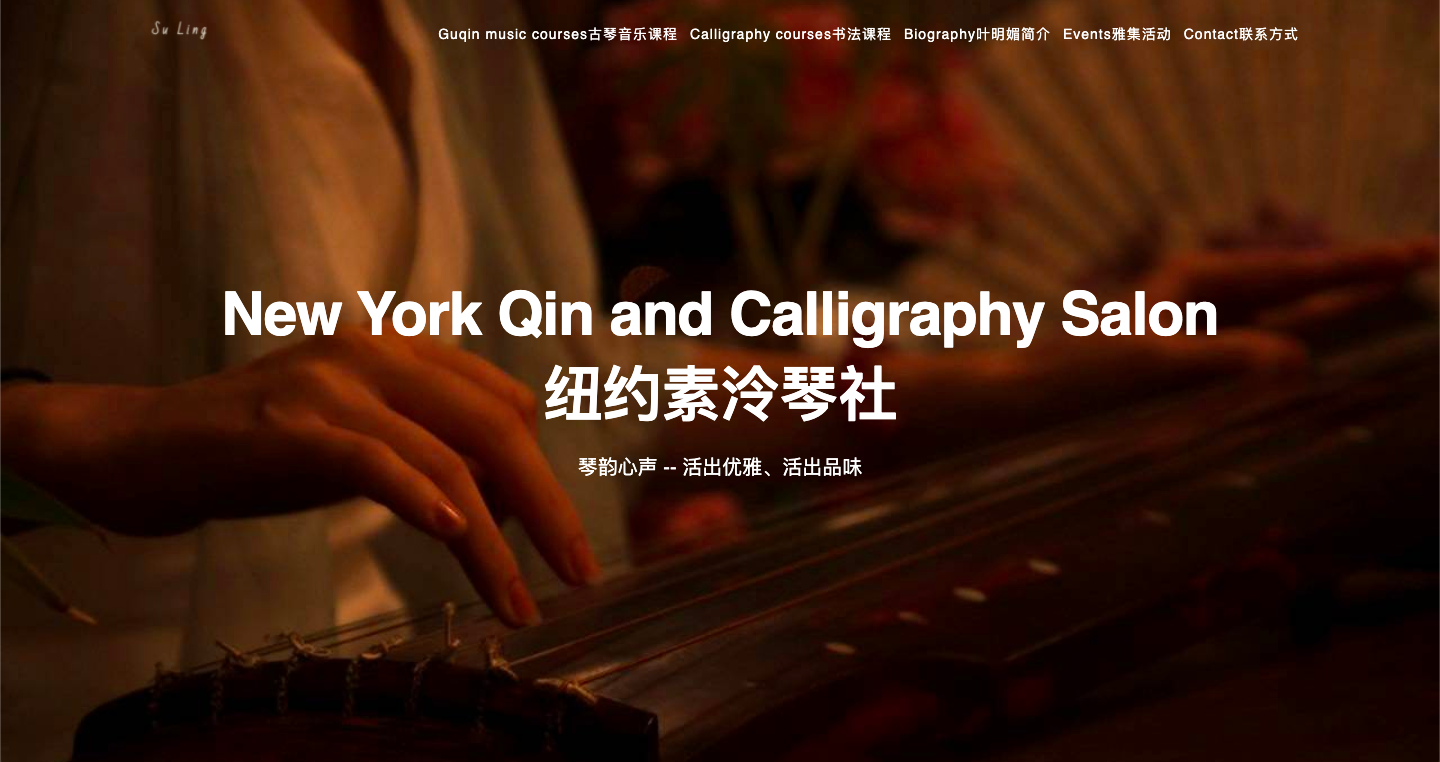 Su Ling
Guqin music courses古琴音乐课程 Calligraphy courses书法课程 Biography叶明媚简介 Events雅集活动 Contact联系方式
New York Qin and Calligraphy Salon
纽约素泠琴社
琴韵心声 -- 活出优雅、活出品味